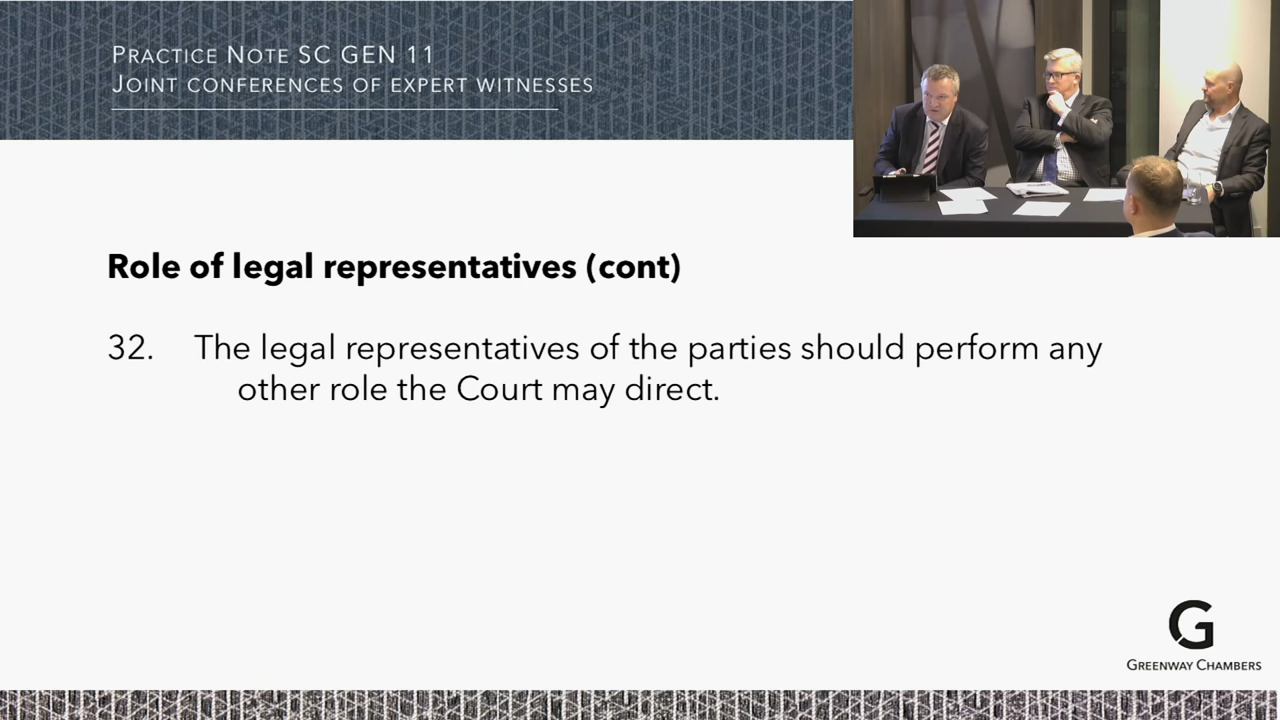 PRACTICE NOTE SC GEN 11
JOINT CONFERENCES OF EXPERT WITNESSES
Role of legal representatives (cont)
32. The legal representatives of the parties should perform any
other role the Court may direct.
G
GREENWAY CHAMBERS